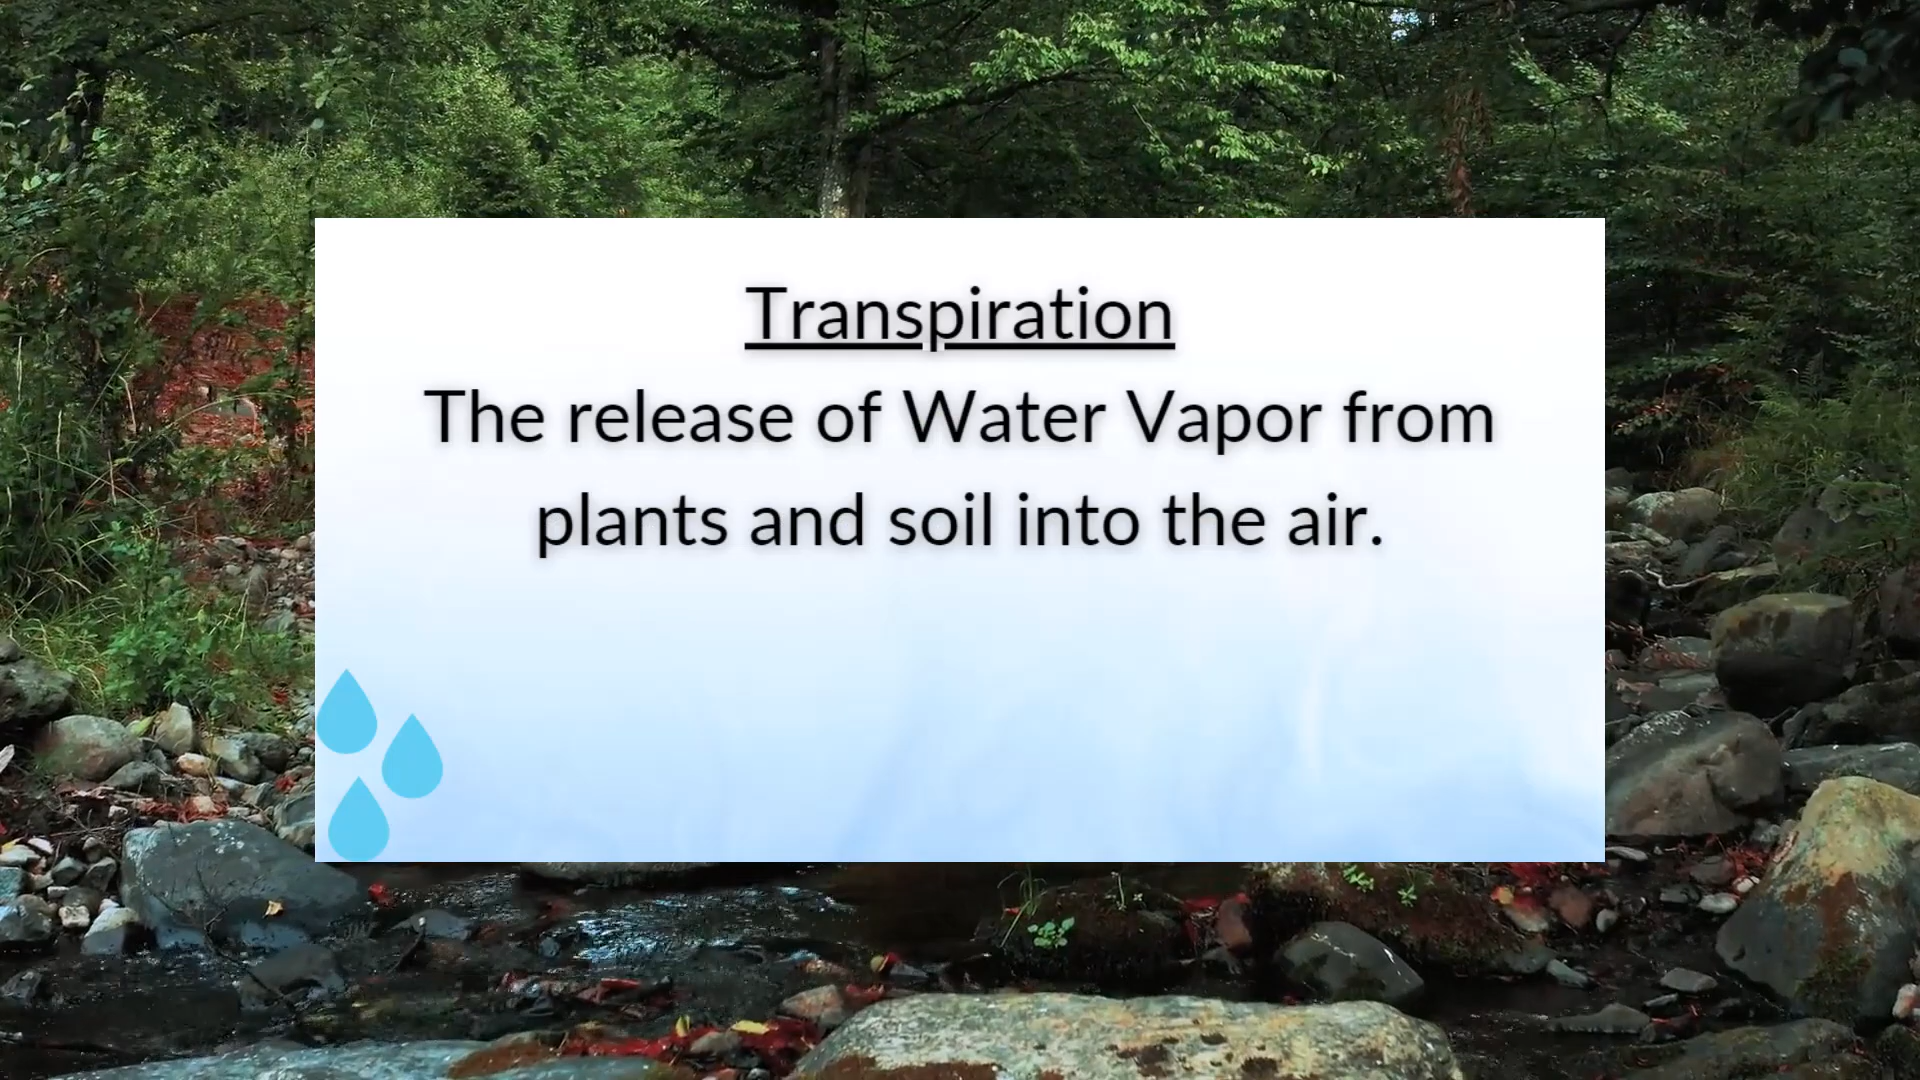 Transpiration
The release of Water Vapor from
plants and soil into the air.